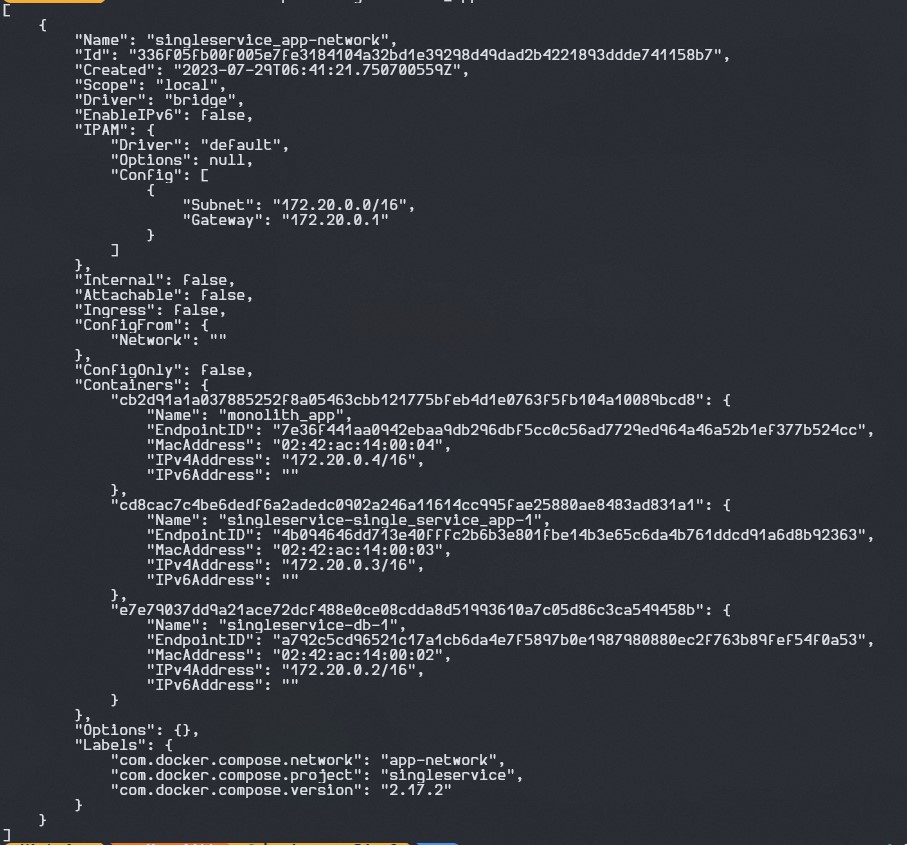 [
    {
        "Name": "singleservice_app-network",
        "Id": "336f05fb00f005e7fe3184104a32bd1e39298d49dad2b4221893ddde741158b7",
        "Created": "2023-07-29T06:41:21.750700559Z",
        "Scope": "local",
        "Driver": "bridge",
        "EnableIPv6": false,
        "IPAM": {
            "Driver": "default",
            "Options": null,
            "Config": [
                {
                    "Subnet": "172.20.0.0/16",
                    "Gateway": "172.20.0.1"
                }
            ]
        },
        "Internal": false,
        "Attachable": false,
        "Ingress": false,
        "ConfigFrom": {
            "Network": ""
        },
        "ConfigOnly": false,
        "Containers": {
            "cb2d91a1a037885252f8a05463cbb121775bfeb4d1e0763f5fb104a10089bcd8": {
                "Name": "monolith_app",
                "EndpointID": "7e36f441aa0942ebaa9db296dbf5cc0c56ad7729ed964a46a52b1ef377b524cc",
                "MacAddress": "02:42:ac:14:00:04",
                "IPv4Address": "172.20.0.4/16",
                "IPv6Address": ""
            },
            "cd8cac7c4be6dedf6a2adedc0902a246a11614cc995fae25880ae8483ad831a1": {
                "Name": "singleservice-single_service_app-1",
                "EndpointID": "4b094646dd713e40fffc2b6b3e801fbe14b3e65c6da4b761ddcd91a6d8b92363",
                "MacAddress": "02:42:ac:14:00:03",
                "IPv4Address": "172.20.0.3/16",
                "IPv6Address": ""
            },
            "e7e79037dd9a21ace72dcf488e0ce08cdda8d51993610a7c05d86c3ca549458b": {
                "Name": "singleservice-db-1",
                "EndpointID": "a792c5cd96521c17a1cb6da4e7f5897b0e1987980880ec2f763b89fef54f0a53",
                "MacAddress": "02:42:ac:14:00:02",
                "IPv4Address": "172.20.0.2/16",
                "IPv6Address": ""
            }
        },
        "Options": {},
        "Labels": {
            "com.docker.compose.network": "app-network",
            "com.docker.compose.project": "singleservice",
            "com.docker.compose.version": "2.17.2"
        }
    }
]